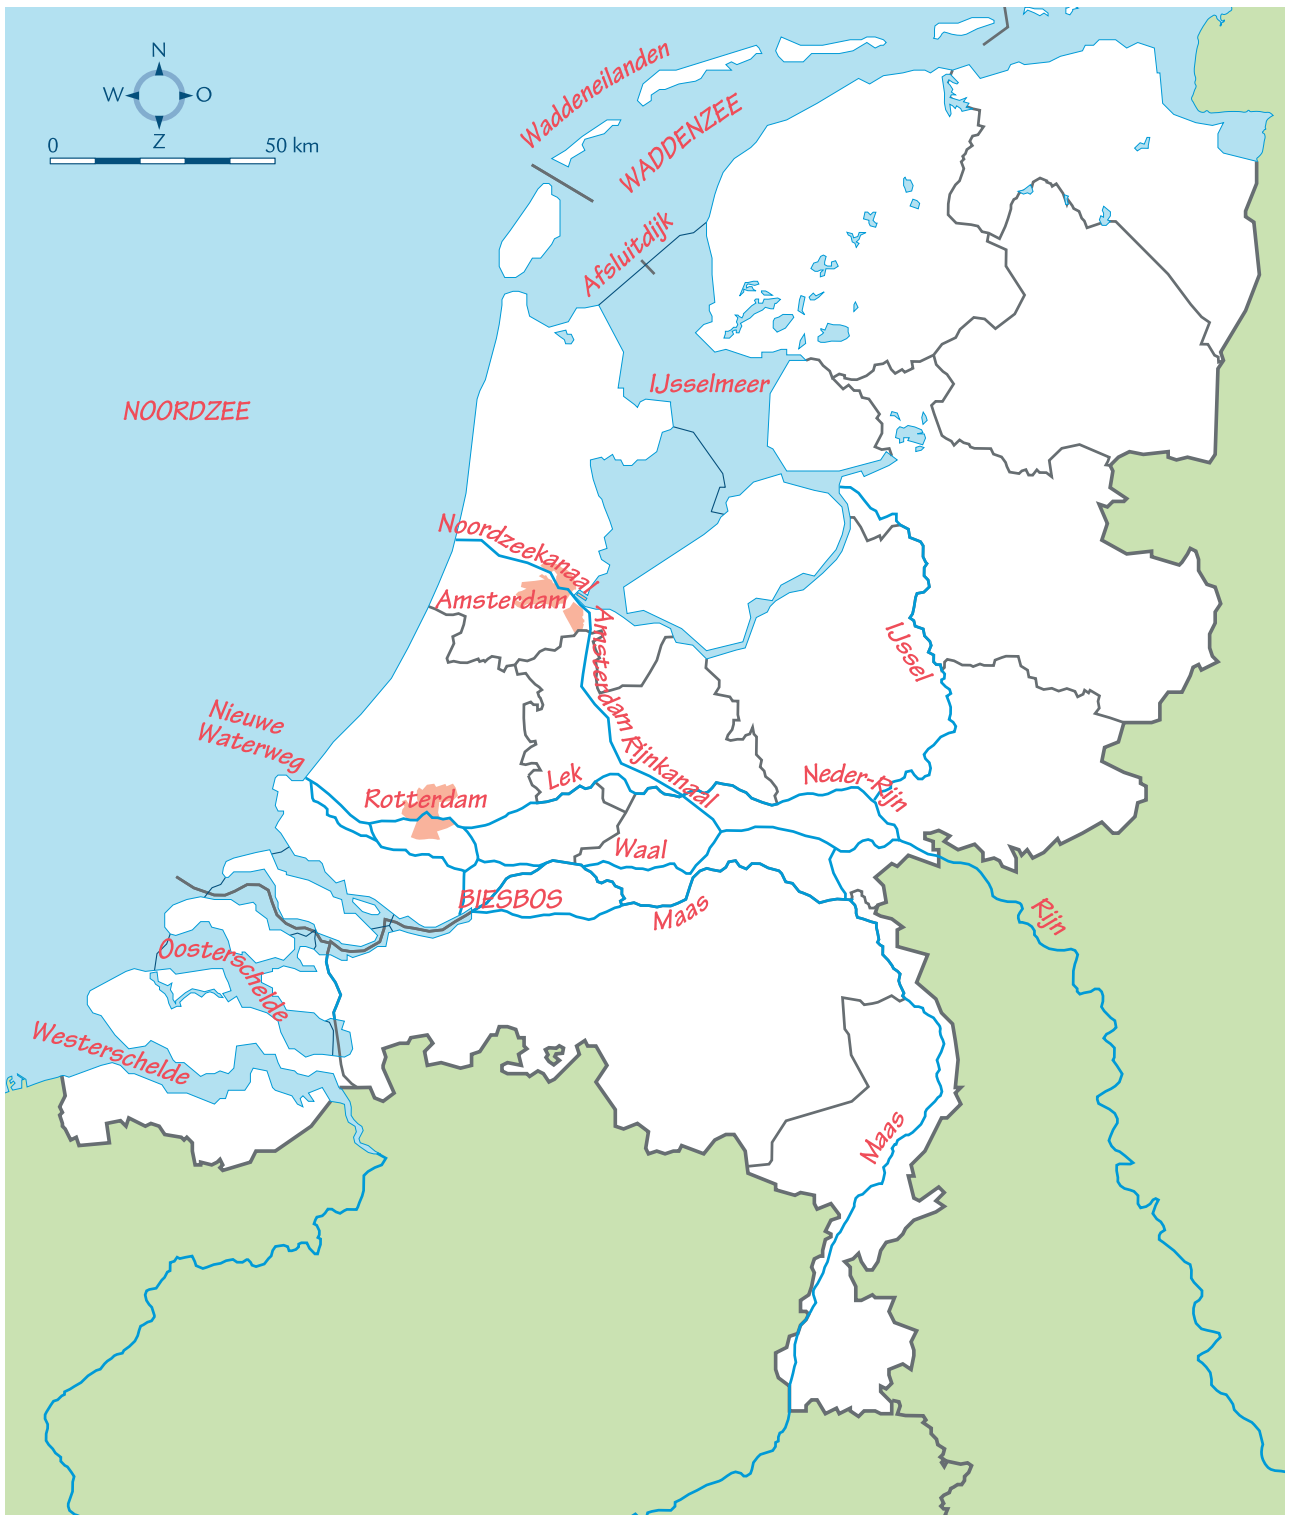 N
W
O
Z
0
50 km
Waddeneilanden
WADDENZEE
Afsluitdijk
IJsselmeer
NOORDZEE
Noordzeekanaal
Amsterdam
Amsterdam Rijnkanaal
IJssel
Nieuwe
Waterweg
Rotterdam
Lek
Neder-Rijn
Waal
BIESBOS
Maas
Rijn
Oosterschelde
Westerschelde
Maas